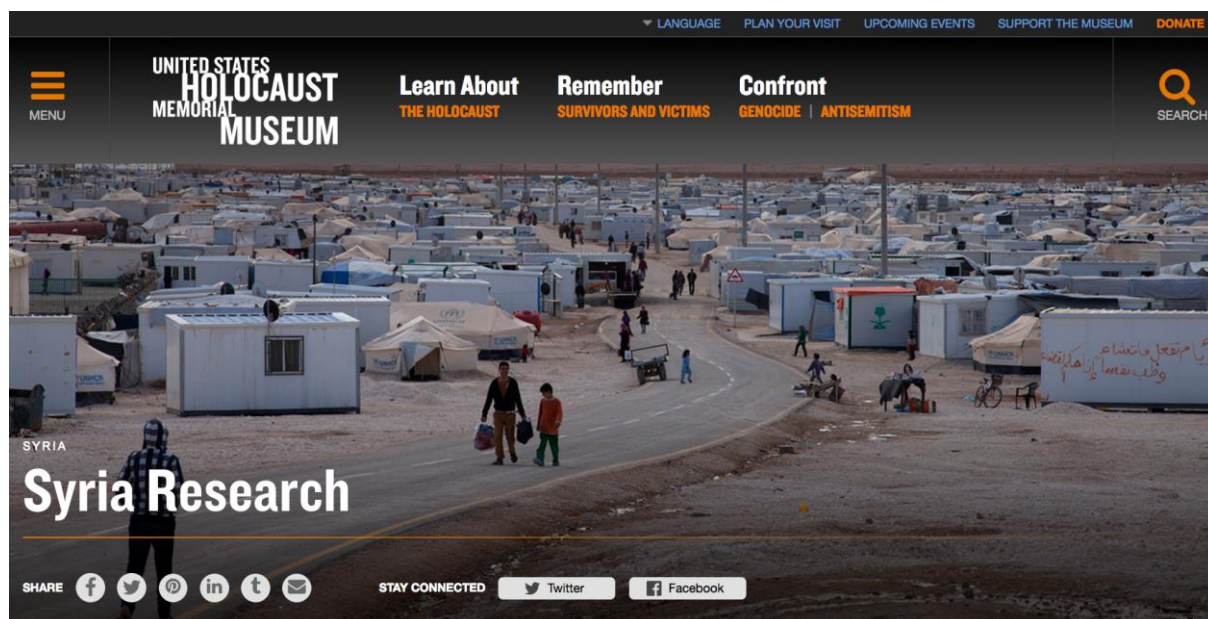 LANGUAGE PLAN YOUR VISIT UPCOMING EVENTS SUPPORT THE MUSEUM DONATE
MENU
UNITED STATES
HOLOCAUST
MEMORIAL
MUSEUM
Learn About
THE HOLOCAUST
Remember
SURVIVORS AND VICTIMS
Confront
GENOCIDE | ANTISEMITISM
SEARCH
UNHCR
SYRIA
Syria Research
SHARE
STAY CONNECTED Twitter Facebook